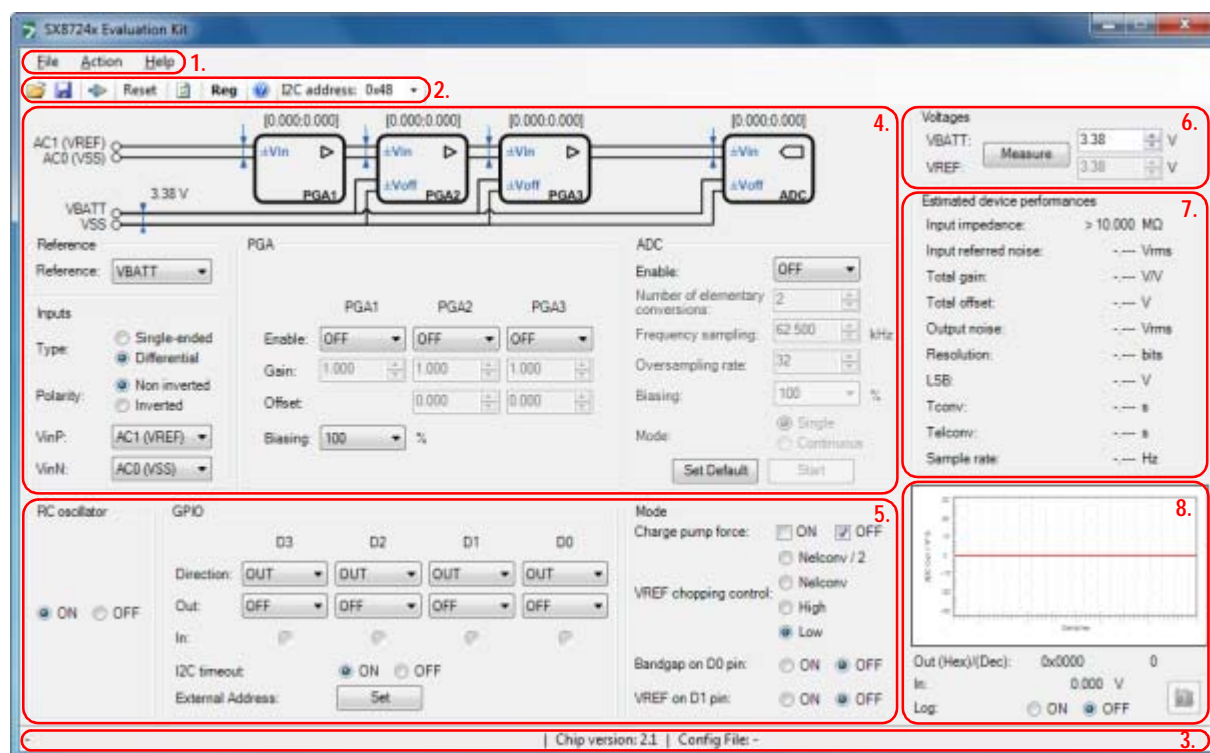 SX8724x Evaluation Kit
File Action Help 1.
Reset Reg I2C address: 0x48 2.
[0.000:0.000] [0.000:0.000] [0.000:0.000] [0.000:0.000] 4.
AC1 (VREF)
AC0 (VSS)
±Vin ±Vin ±Vin ±Vin
±Voff ±Voff ±Voff
PGA1 PGA2 PGA3 ADC
3.38 V
VBATT
VSS
Reference
Reference: VBATT
Inputs
Type: Single-ended
Differential
Polarity: Non inverted
Inverted
VinP: AC1 (VREF)
VinN: AC0 (VSS)
PGA
PGA1 PGA2 PGA3
Enable: OFF OFF OFF
Gain: 1.000 1.000 1.000
Offset: 0.000 0.000
Biasing: 100 %
ADC
Enable: OFF
Number of elementary conversions: 2
Frequency sampling: 62.500 kHz
Oversampling rate: 32
Biasing: 100 %
Mode: Single
Continuous
Set Default Start
RC oscillator
ON OFF
GPIO
D3 D2 D1 D0
Direction: OUT OUT OUT OUT
Out: OFF OFF OFF OFF
In:
I2C timeout: ON OFF
External Address: Set
Mode 5.
Charge pump force: ON OFF
VREF chopping control: Nelconv / 2
Nelconv
High
Low
Bandgap on D0 pin: ON OFF
VREF on D1 pin: ON OFF
Voltages 6.
VBATT: 3.38 V
Measure
VREF: 3.38 V
Estimated device performances 7.
Input impedance: > 10.000 MΩ
Input referred noise: -.--- Vrms
Total gain: -.--- V/V
Total offset: -.--- V
Output noise: -.--- Vrms
Resolution: -.--- bits
LSB: -.--- V
Tconv: -.--- s
Telconv: -.--- s
Sample rate: -.--- Hz
8.
Samples
Out (Hex)/(Dec): 0x0000 0
In: 0.000 V
Log: ON OFF
- | Chip version: 2.1 | Config File: - 3.